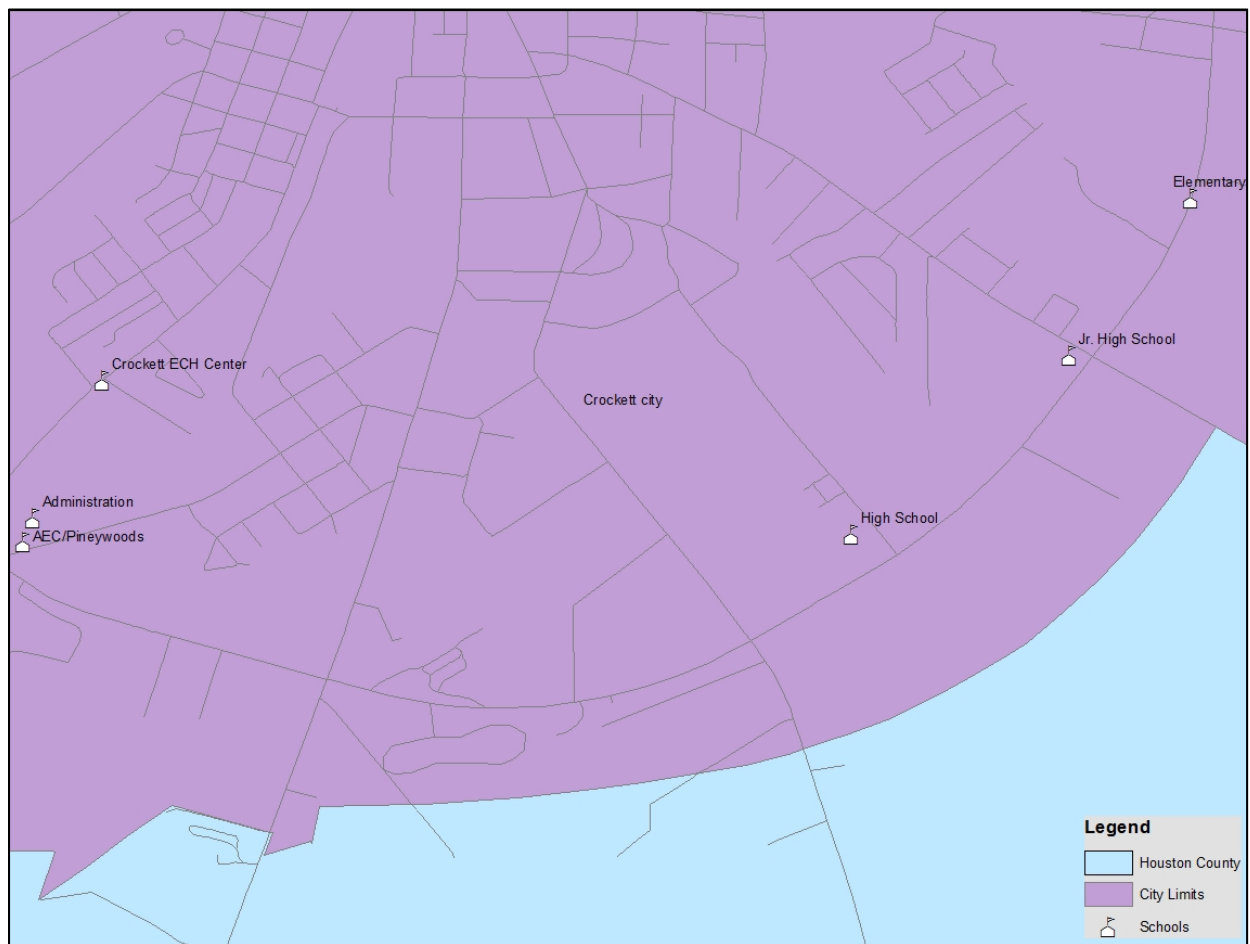 Elementary
Jr. High School
Crockett ECH Center
Crockett city
Administration
High School
AEC/Pineywoods
Legend
Houston County
City Limits
Schools